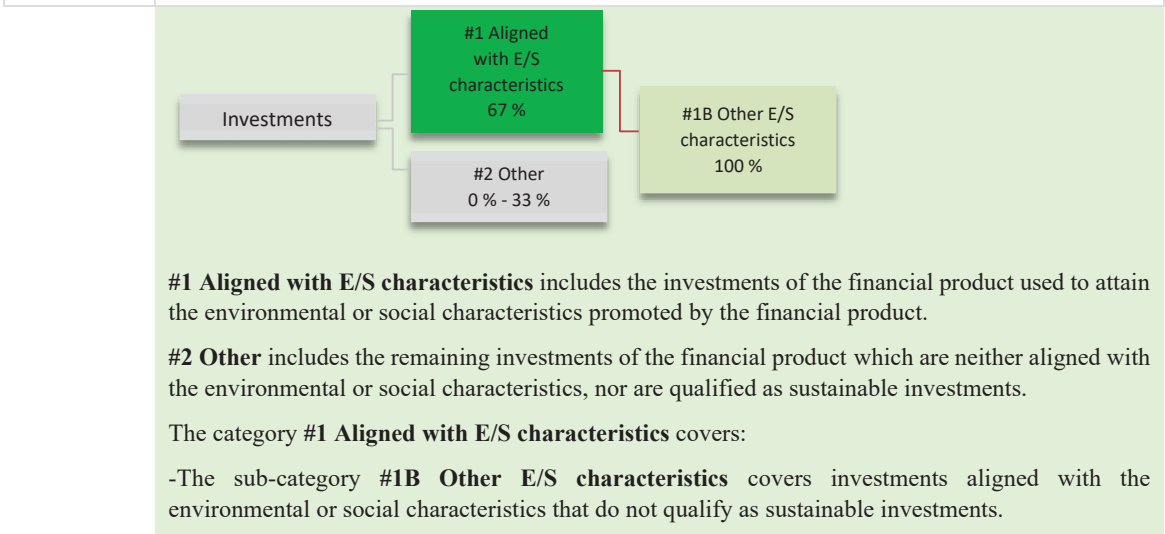 #1 Aligned
with E/S
characteristics
67 %
Investments
#1B Other E/S
characteristics
100 %
#2 Other
0 % - 33 %
#1 Aligned with E/S characteristics includes the investments of the financial product used to attain
the environmental or social characteristics promoted by the financial product.
#2 Other includes the remaining investments of the financial product which are neither aligned with
the environmental or social characteristics, nor are qualified as sustainable investments.
The category #1 Aligned with E/S characteristics covers:
-The sub-category #1B Other E/S characteristics covers investments aligned with the
environmental or social characteristics that do not qualify as sustainable investments.